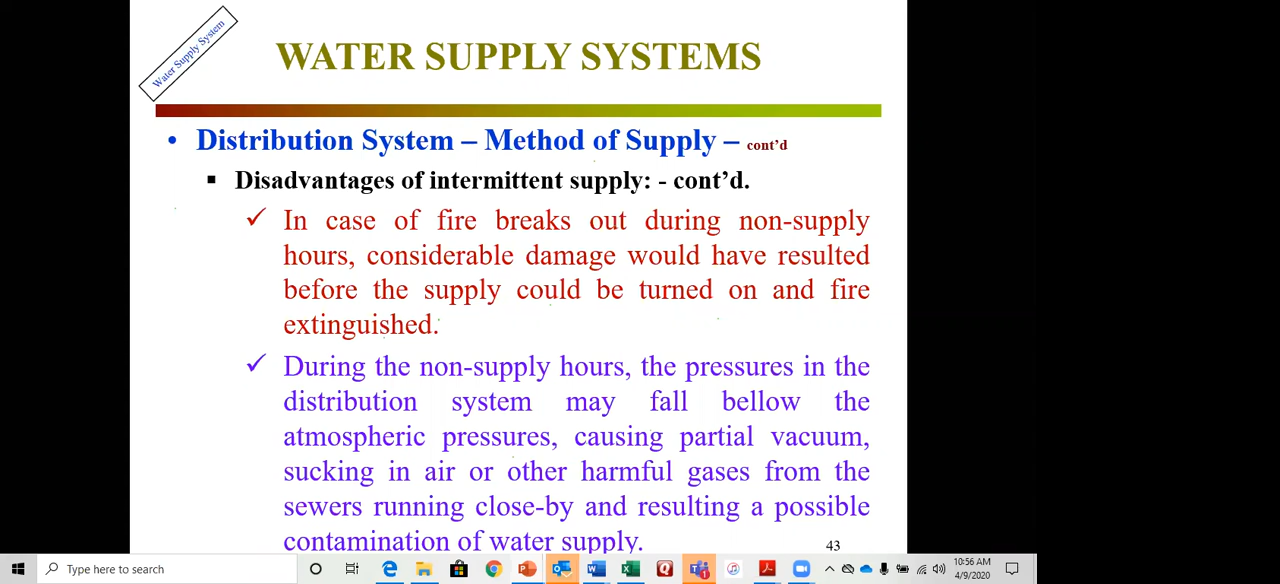 Water Supply System
WATER SUPPLY SYSTEMS
• Distribution System – Method of Supply – cont’d
▪ Disadvantages of intermittent supply: - cont’d.
✓ In case of fire breaks out during non-supply
hours, considerable damage would have resulted
before the supply could be turned on and fire
extinguished.
✓ During the non-supply hours, the pressures in the
distribution system may fall bellow the
atmospheric pressures, causing partial vacuum,
sucking in air or other harmful gases from the
sewers running close-by and resulting a possible
contamination of water supply.
43
Type here to search
10:56 AM
4/9/2020